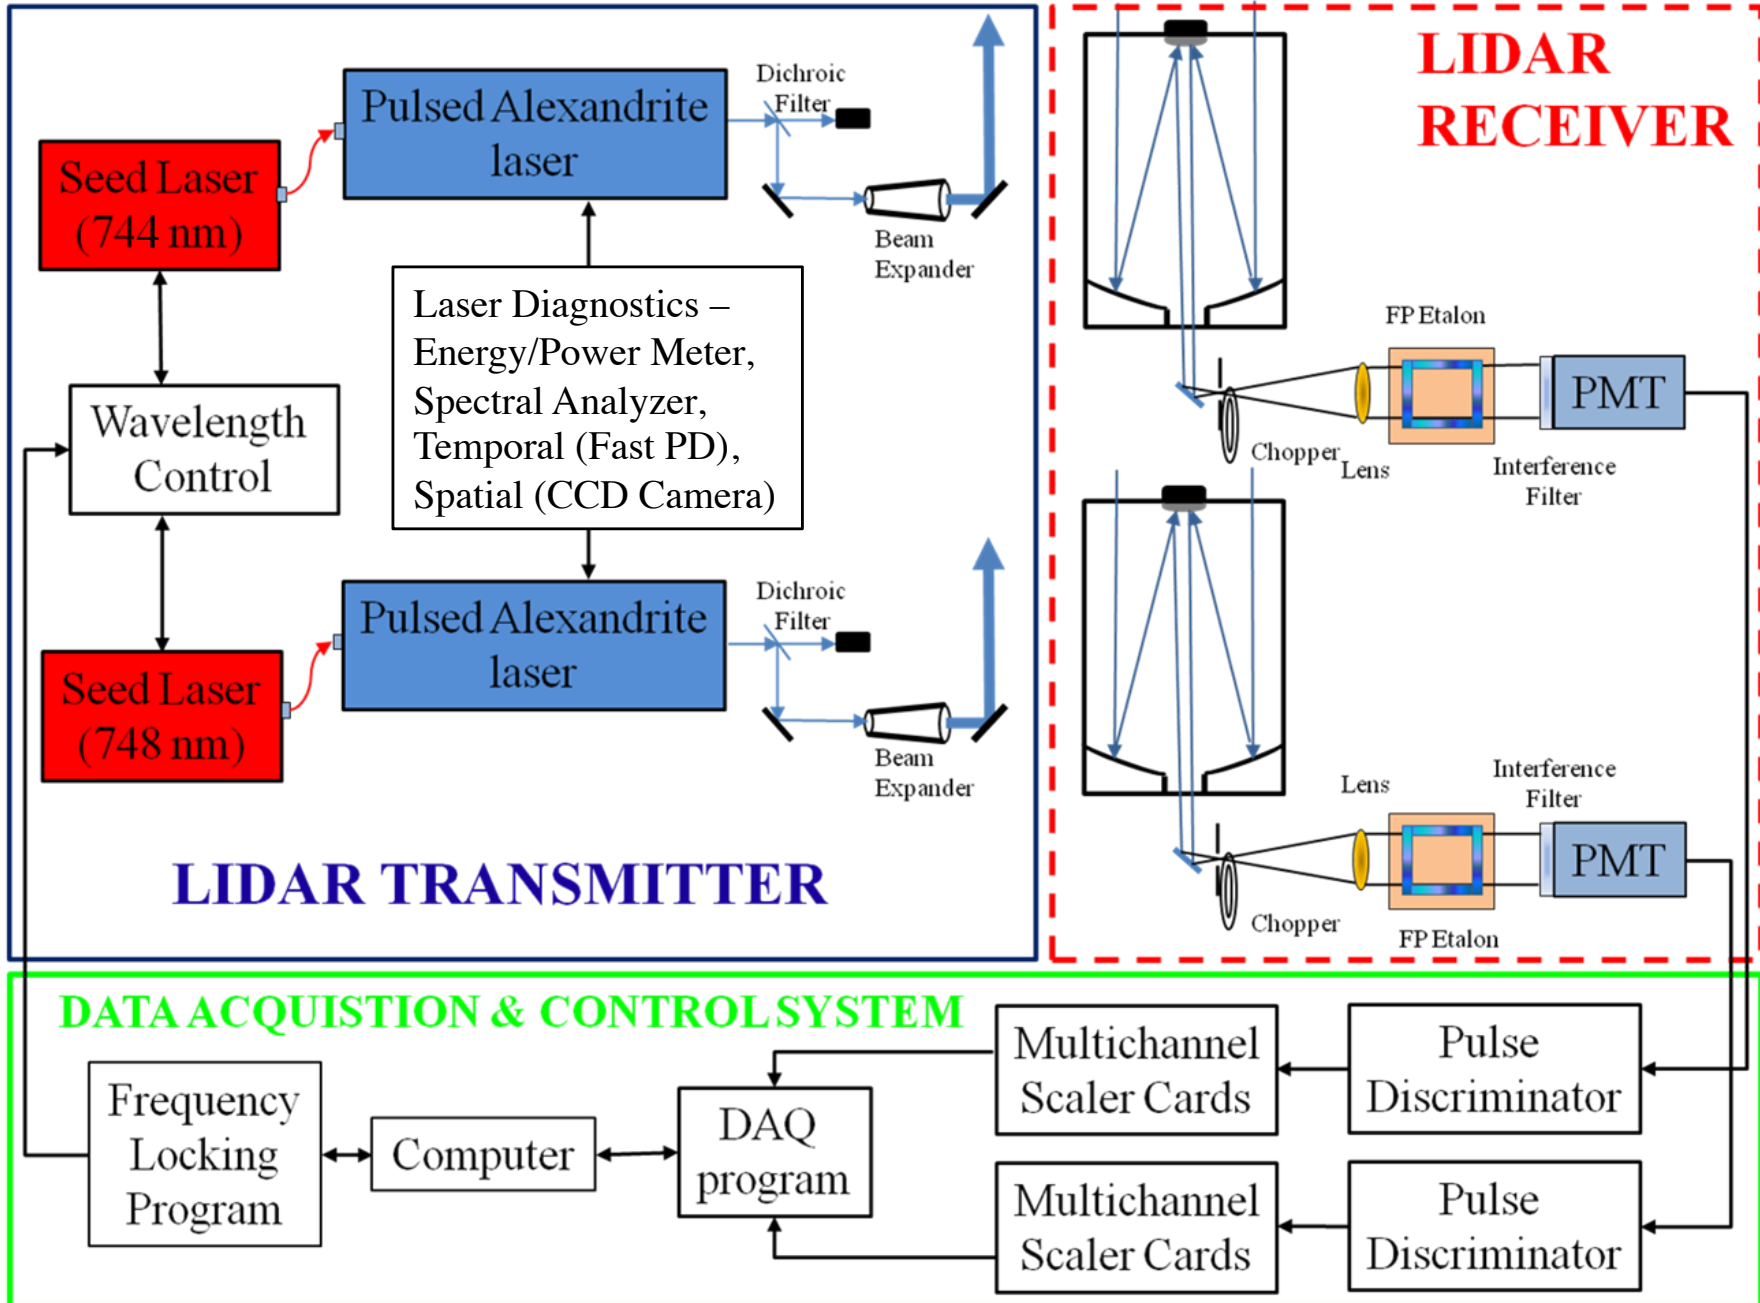 Pulsed Alexandrite
laser
Seed Laser
(744 nm)
Dichroic
Filter
Beam
Expander
Laser Diagnostics –
Energy/Power Meter,
Spectral Analyzer,
Temporal (Fast PD),
Spatial (CCD Camera)
Wavelength
Control
Pulsed Alexandrite
laser
Seed Laser
(748 nm)
Dichroic
Filter
Beam
Expander
LIDAR TRANSMITTER
LIDAR
RECEIVER
FP Etalon
PMT
Chopper
Lens
Interference
Filter
Lens
Interference
Filter
PMT
Chopper
FP Etalon
DATA ACQUISTION & CONTROL SYSTEM
Frequency
Locking
Program
Computer
DAQ
program
Multichannel
Scaler Cards
Pulse
Discriminator
Multichannel
Scaler Cards
Pulse
Discriminator